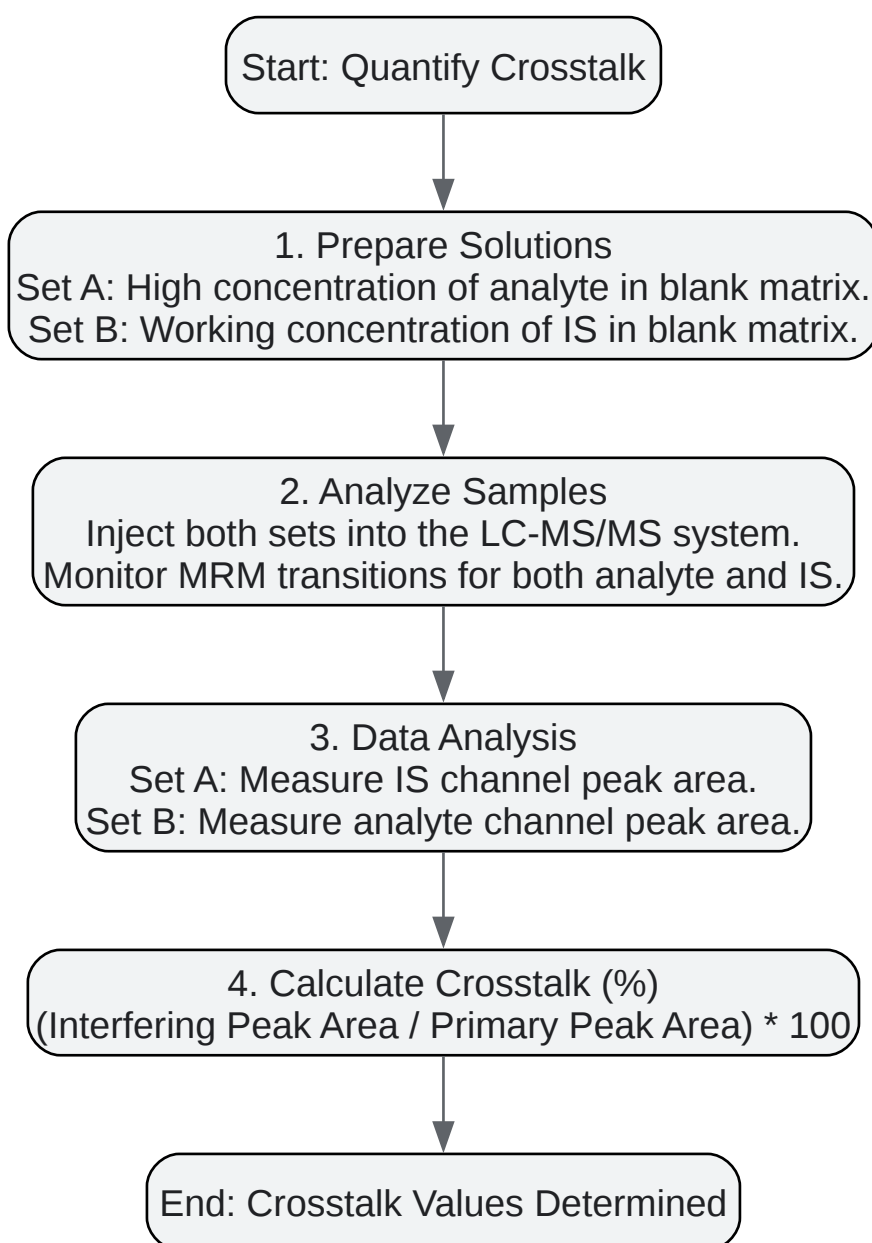 Start: Quantify Crosstalk
1. Prepare Solutions
Set A: High concentration of analyte in blank matrix.
Set B: Working concentration of IS in blank matrix.
2. Analyze Samples
Inject both sets into the LC-MS/MS system.
Monitor MRM transitions for both analyte and IS.
3. Data Analysis
Set A: Measure IS channel peak area.
Set B: Measure analyte channel peak area.
4. Calculate Crosstalk (%)
(Interfering Peak Area / Primary Peak Area) * 100
End: Crosstalk Values Determined